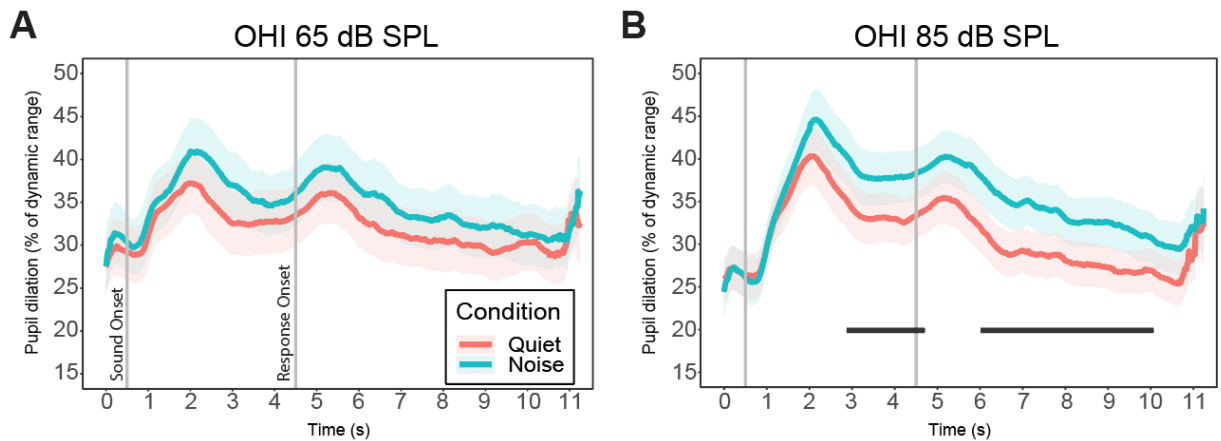 A
OHI 65 dB SPL
Pupil dilation (% of dynamic range)
50
45
40
35
30
25
20
15
Sound Onset
Response Onset
Condition
Quiet
Noise
0 1 2 3 4 5 6 7 8 9 10 11
Time (s)
B
OHI 85 dB SPL
Pupil dilation (% of dynamic range)
50
45
40
35
30
25
20
15
0 1 2 3 4 5 6 7 8 9 10 11
Time (s)